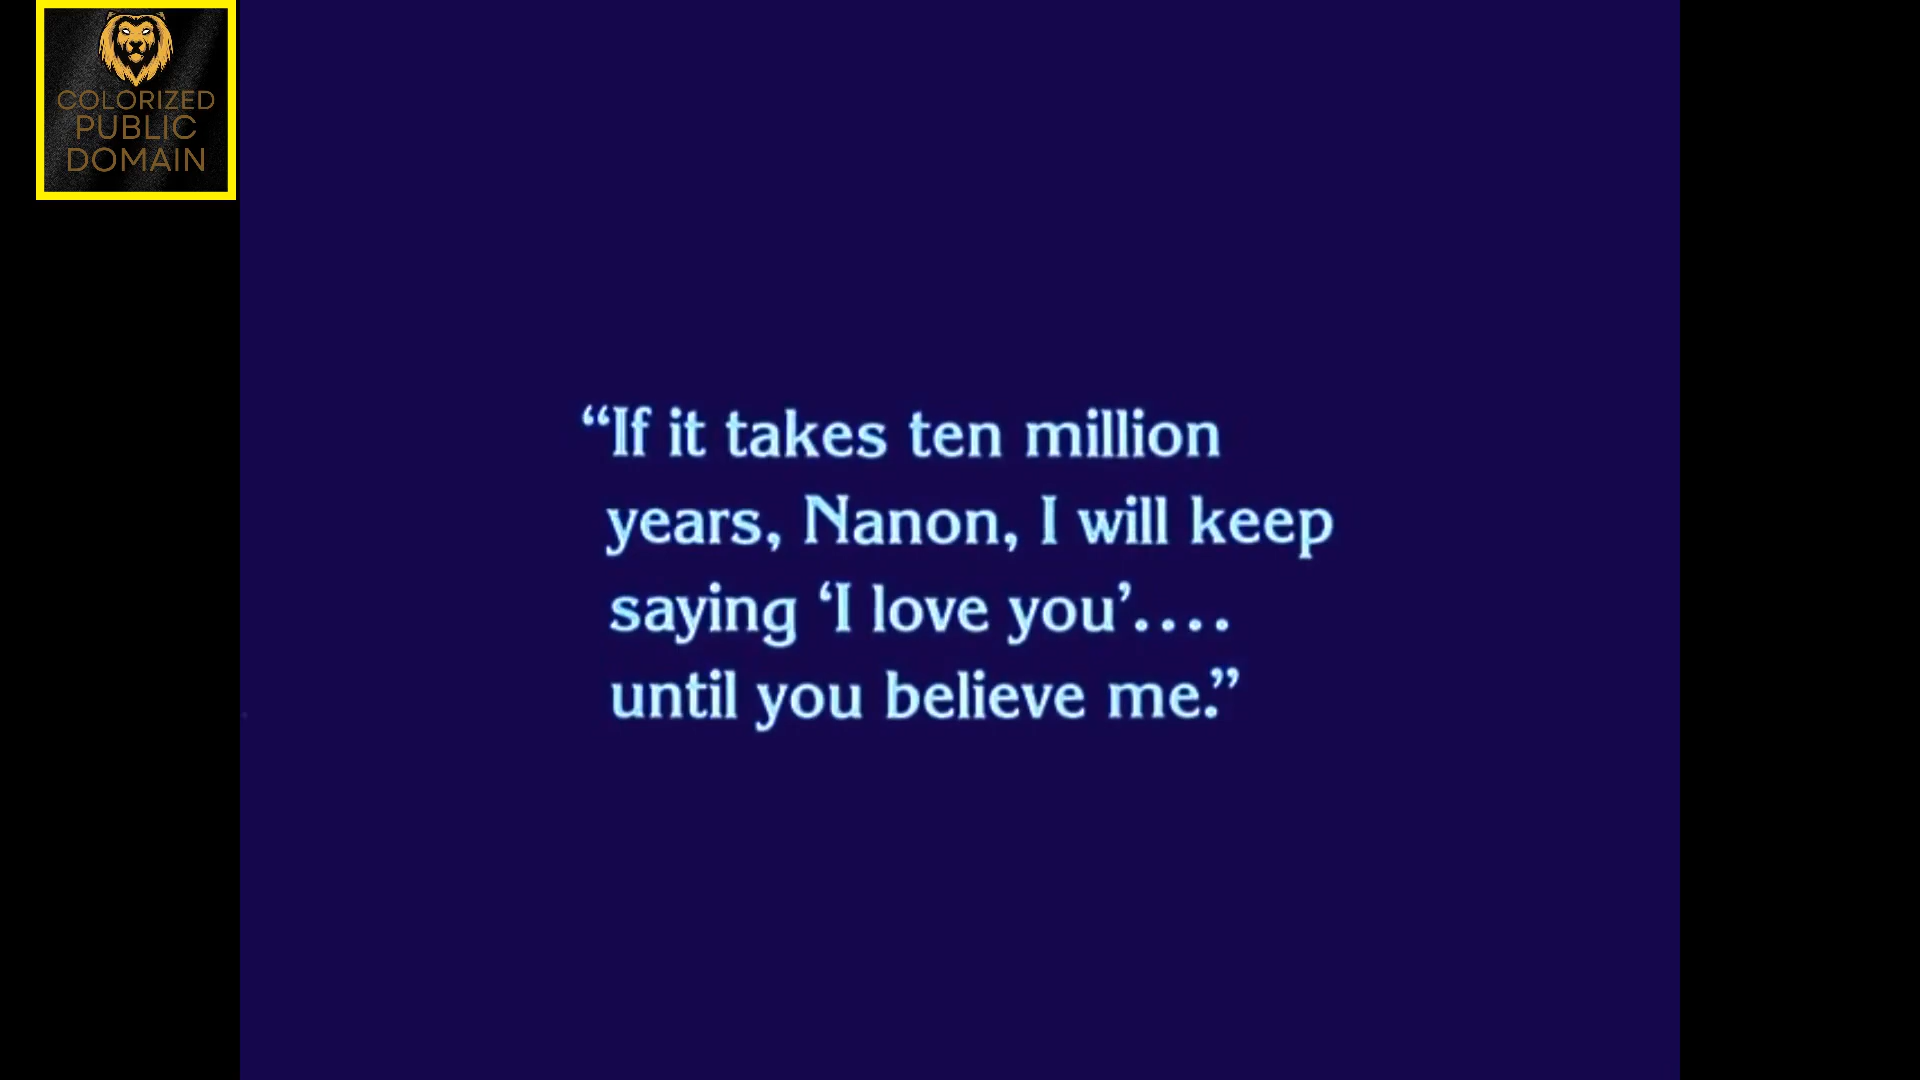 COLORIZED
PUBLIC
DOMAIN
“If it takes ten million
years, Nanon, I will keep
saying ‘I love you’....
until you believe me.”